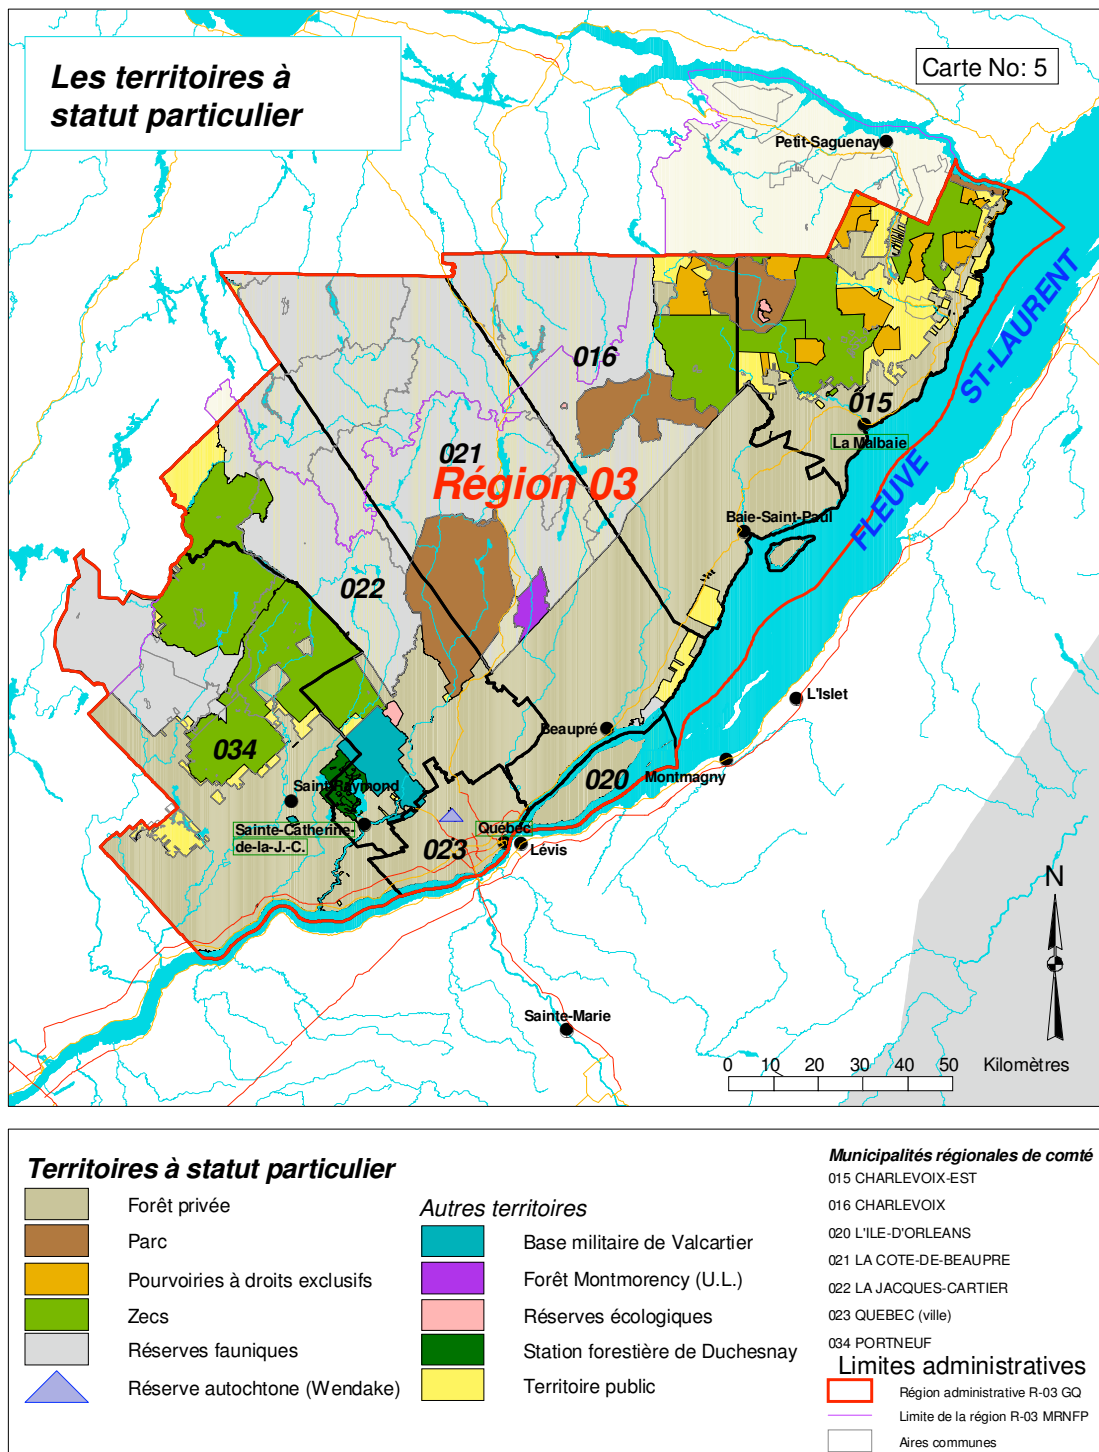 Les territoires à
statut particulier
Carte No: 5
Petit-Saguenay
ST-LAURENT
FLEUVE
016
015
La Malbaie
021
Région 03
Baie-Saint-Paul
022
L'Islet
Beaupré
034
020
Montmagny
Saint-Raymond
Sainte-Catherine-
de-la-J.-C.
Québec
023
Lévis
N
Sainte-Marie
0 10 20 30 40 50 Kilomètres
Territoires à statut particulier
Forêt privée
Parc
Pourvoiries à droits exclusifs
Zecs
Réserves fauniques
Réserve autochtone (Wendake)
Autres territoires
Base militaire de Valcartier
Forêt Montmorency (U.L.)
Réserves écologiques
Station forestière de Duchesnay
Territoire public
Municipalités régionales de comté
015 CHARLEVOIX-EST
016 CHARLEVOIX
020 L'ILE-D'ORLEANS
021 LA COTE-DE-BEAUPRE
022 LA JACQUES-CARTIER
023 QUEBEC (ville)
034 PORTNEUF
Limites administratives
Région administrative R-03 GQ
Limite de la région R-03 MRNFP
Aires communes